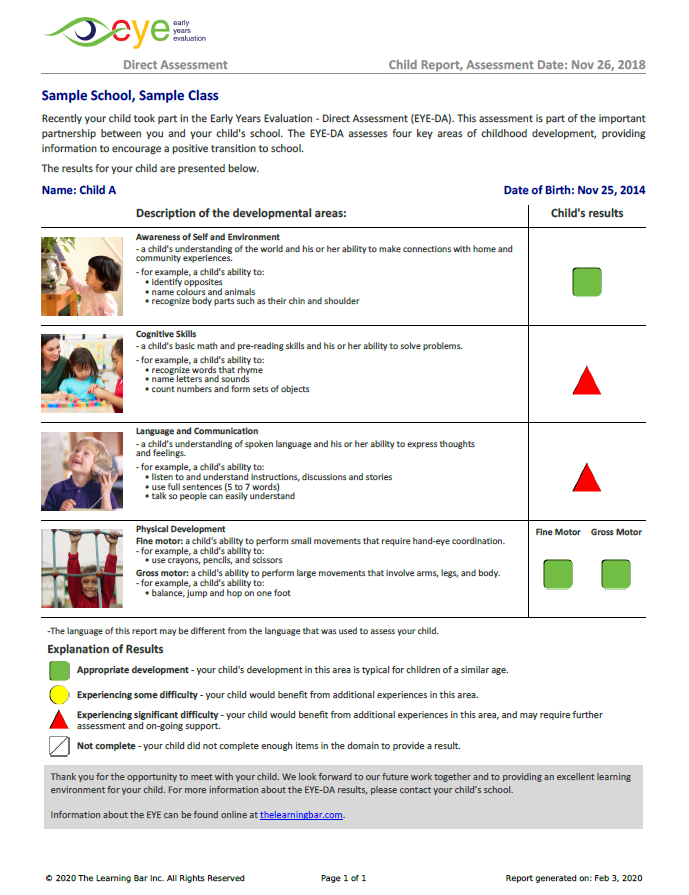 eye early
years
evaluation
Direct Assessment Child Report, Assessment Date: Nov 26, 2018
Sample School, Sample Class
Recently your child took part in the Early Years Evaluation - Direct Assessment (EYE-DA). This assessment is part of the important
partnership between you and your child's school. The EYE-DA assesses four key areas of childhood development, providing
information to encourage a positive transition to school.
The results for your child are presented below.
Name: Child A Date of Birth: Nov 25, 2014
Description of the developmental areas: Child's results
Awareness of Self and Environment
- a child's understanding of the world and his or her ability to make connections with home and
community experiences.
- for example, a child's ability to:
• identify opposites
• name colours and animals
• recognize body parts such as their chin and shoulder
Cognitive Skills
- a child's basic math and pre-reading skills and his or her ability to solve problems.
- for example, a child's ability to:
• recognize words that rhyme
• name letters and sounds
• count numbers and form sets of objects
Language and Communication
- a child's understanding of spoken language and his or her ability to express thoughts
and feelings.
- for example, a child's ability to:
• listen to and understand instructions, discussions and stories
• use full sentences (5 to 7 words)
• talk so people can easily understand
Physical Development
Fine motor: a child's ability to perform small movements that require hand-eye coordination.
- for example, a child's ability to:
• use crayons, pencils, and scissors
Gross motor: a child's ability to perform large movements that involve arms, legs, and body.
- for example, a child's ability to:
• balance, jump and hop on one foot
Fine Motor Gross Motor
-The language of this report may be different from the language that was used to assess your child.
Explanation of Results
Appropriate development - your child's development in this area is typical for children of a similar age.
Experiencing some difficulty - your child would benefit from additional experiences in this area.
Experiencing significant difficulty - your child would benefit from additional experiences in this area, and may require further
assessment and on-going support.
Not complete - your child did not complete enough items in the domain to provide a result.
Thank you for the opportunity to meet with your child. We look forward to our future work together and to providing an excellent learning
environment for your child. For more information about the EYE-DA results, please contact your child's school.
Information about the EYE can be found online at thelearningbar.com.
© 2020 The Learning Bar Inc. All Rights Reserved Page 1 of 1 Report generated on: Feb 3, 2020